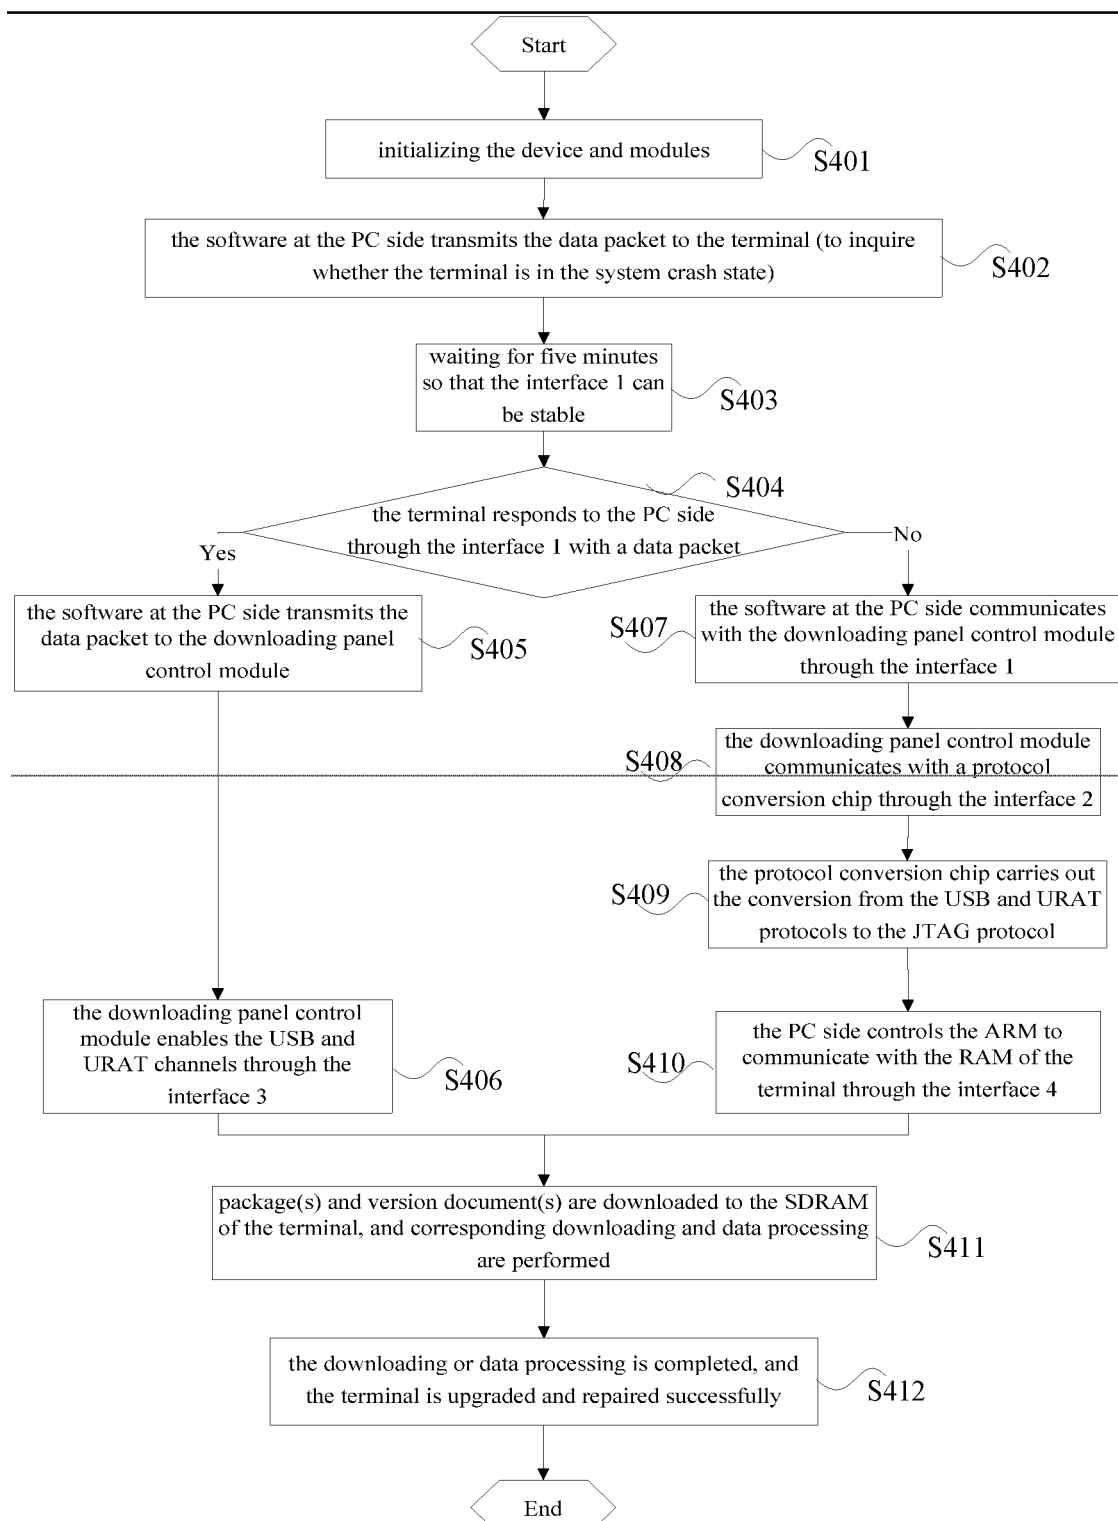 Start
initializing the device and modules
S401
the software at the PC side transmits the data packet to the terminal (to inquire
whether the terminal is in the system crash state)
S402
waiting for five minutes
so that the interface 1 can
be stable
S403
S404
the terminal responds to the PC side
through the interface 1 with a data packet
Yes
No
the software at the PC side transmits the
data packet to the downloading panel
control module
S405
S407
the software at the PC side communicates
with the downloading panel control module
through the interface 1
S408
the downloading panel control module
communicates with a protocol
conversion chip through the interface 2
S409
the protocol conversion chip carries out
the conversion from the USB and URAT
protocols to the JTAG protocol
the downloading panel control
module enables the USB and
URAT channels through the
interface 3
S406
S410
the PC side controls the ARM to
communicate with the RAM of the
terminal through the interface 4
package(s) and version document(s) are downloaded to the SDRAM
of the terminal, and corresponding downloading and data processing
are performed
S411
the downloading or data processing is completed, and
the terminal is upgraded and repaired successfully
S412
End